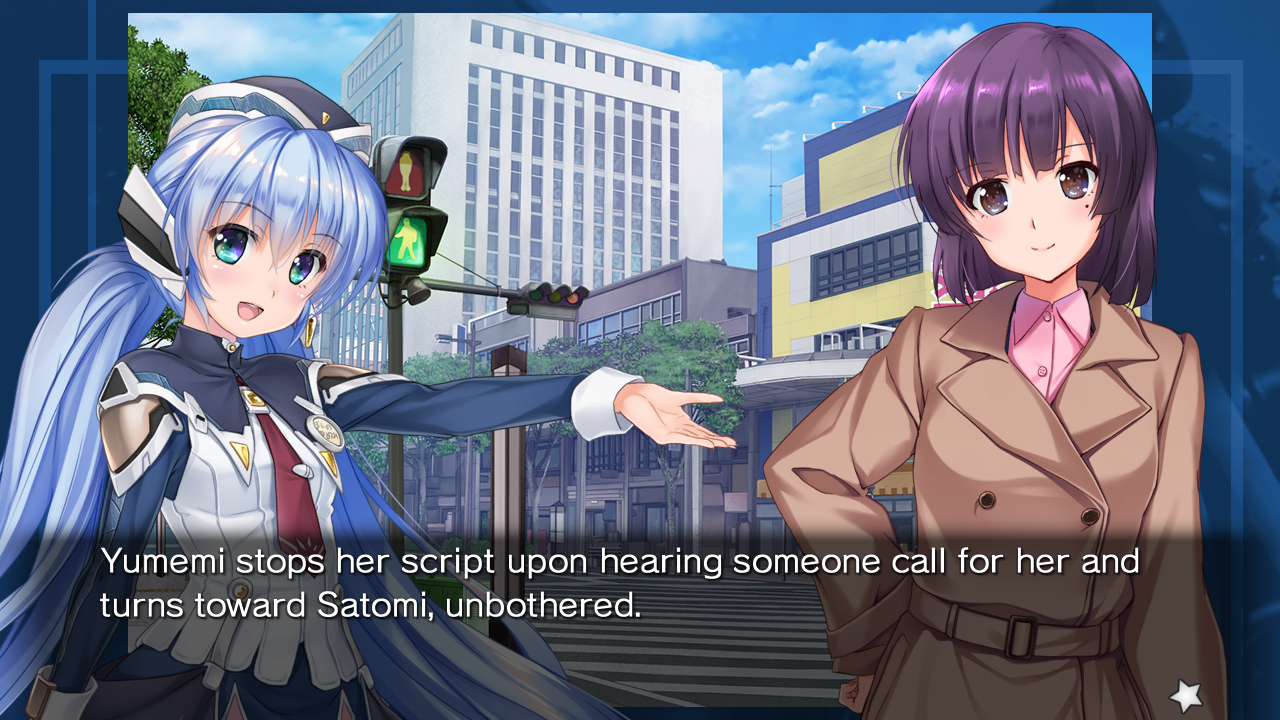 Yumemi stops her script upon hearing someone call for her and
turns toward Satomi, unbothered.